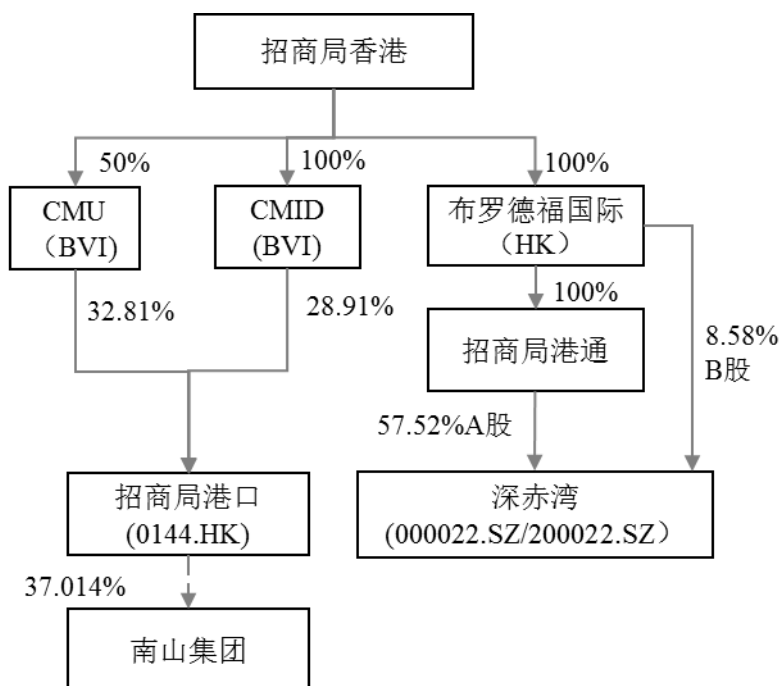 招商局香港
50%
100%
100%
CMU
（BVI)
CMID
(BVI)
布罗德福国际
（HK）
32.81%
28.91%
100%
招商局港通
8.58%
B股
57.52%A股
招商局港口
(0144.HK)
深赤湾
(000022.SZ/200022.SZ）
37.014%
南山集团